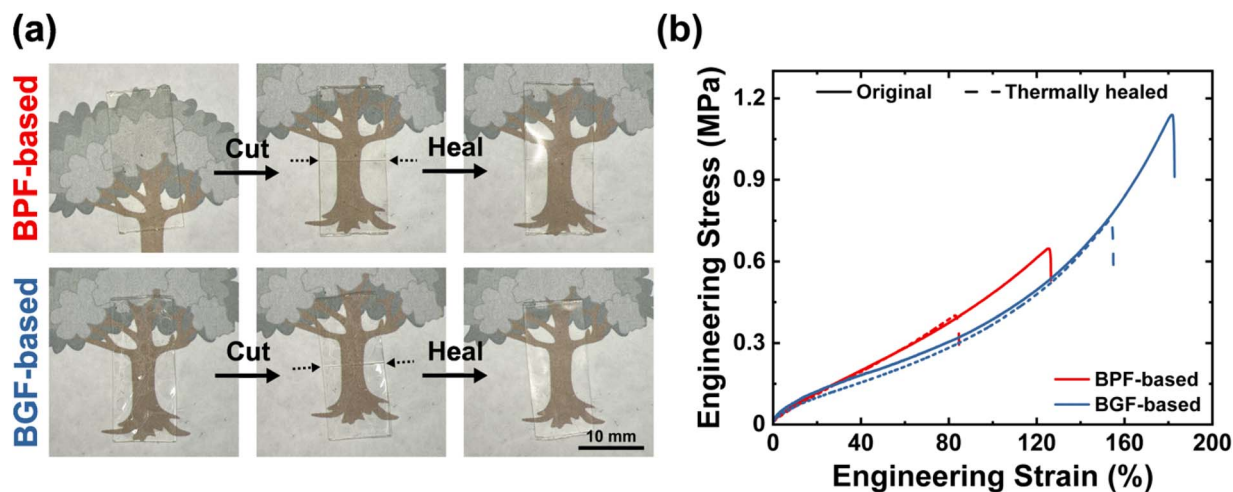 (a)
BPF-based
Cut
Heal
BGF-based
Cut
Heal
10 mm
(b)
Engineering Stress (MPa)
1.2
0.9
0.6
0.3
0
Original
Thermally healed
BPF-based
BGF-based
0
40
80
120
160
200
Engineering Strain (%)